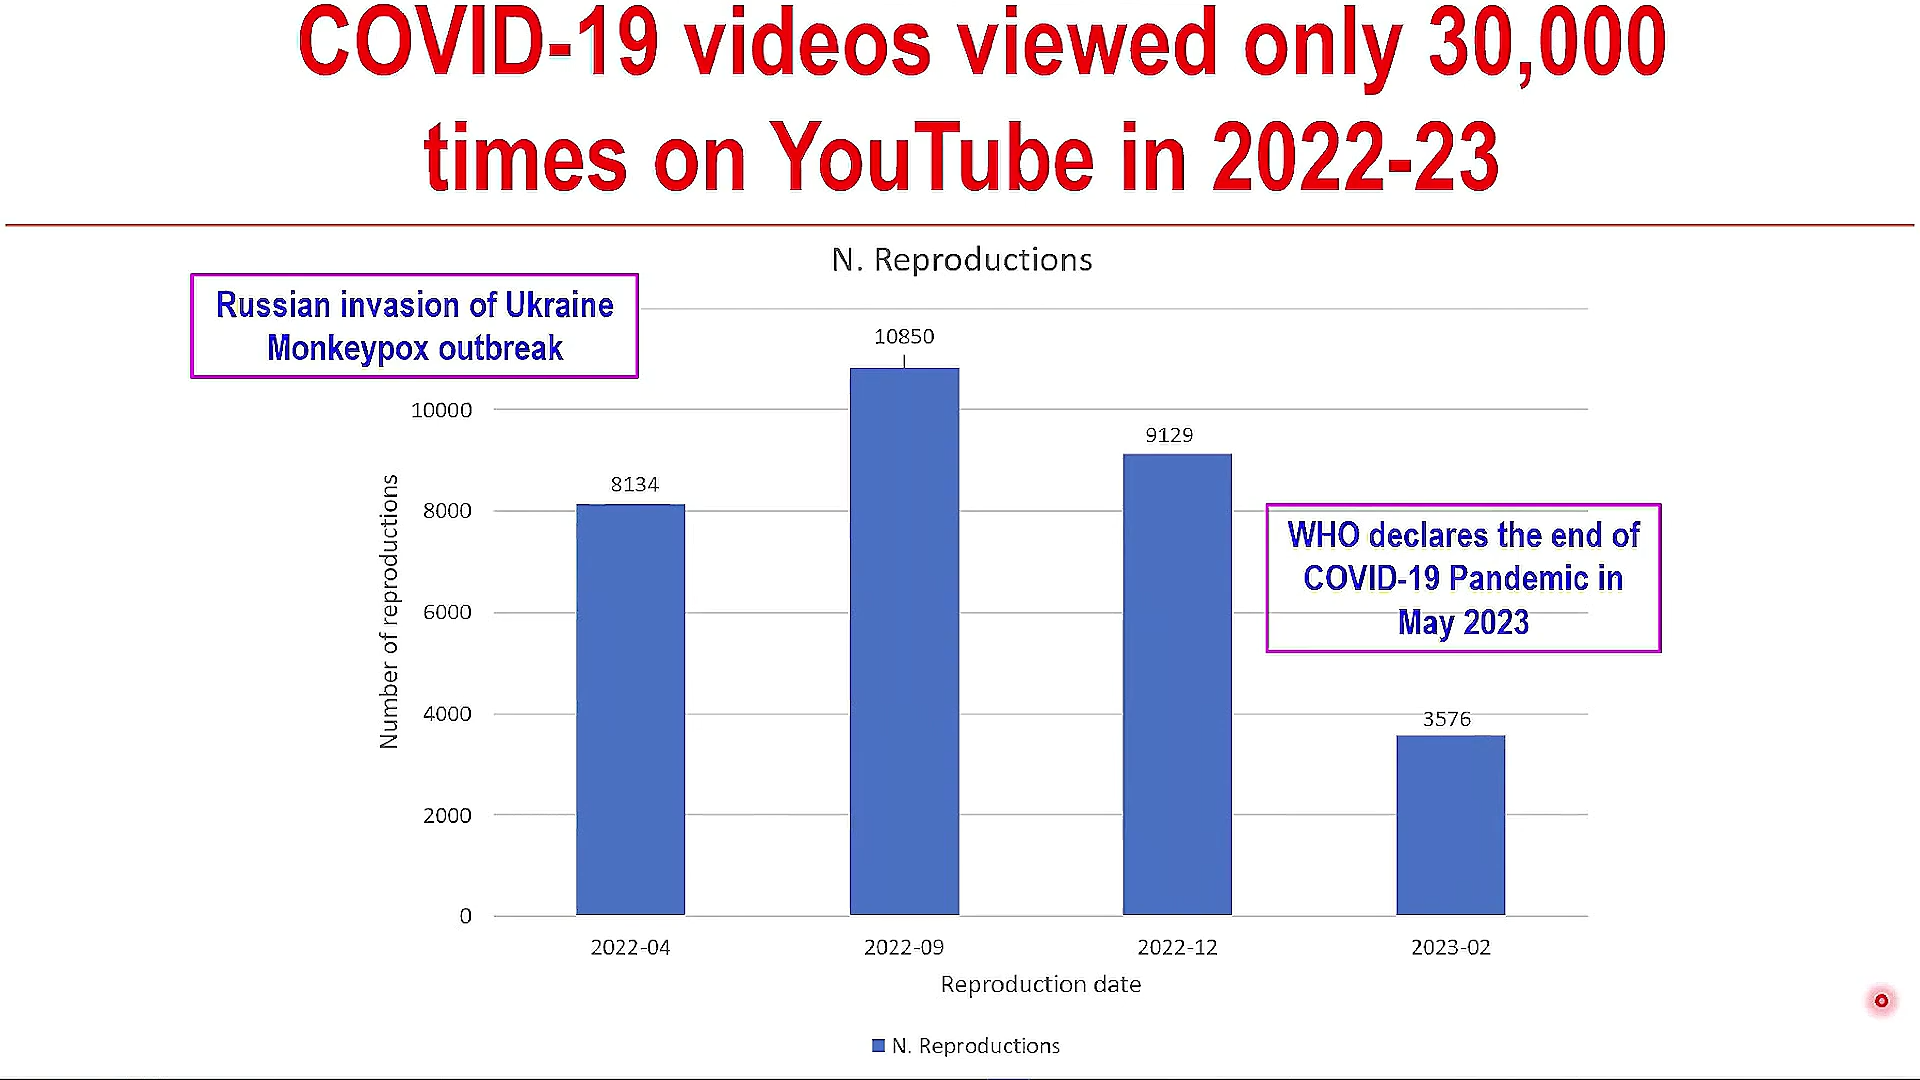 COVID-19 videos viewed only 30,000
times on YouTube in 2022-23
N. Reproductions
Russian invasion of Ukraine
Monkeypox outbreak
10850
10000
9129
8134
8000
WHO declares the end of
COVID-19 Pandemic in
May 2023
Number of reproductions
6000
4000
3576
2000
0
2022-04
2022-09
2022-12
2023-02
Reproduction date
N. Reproductions